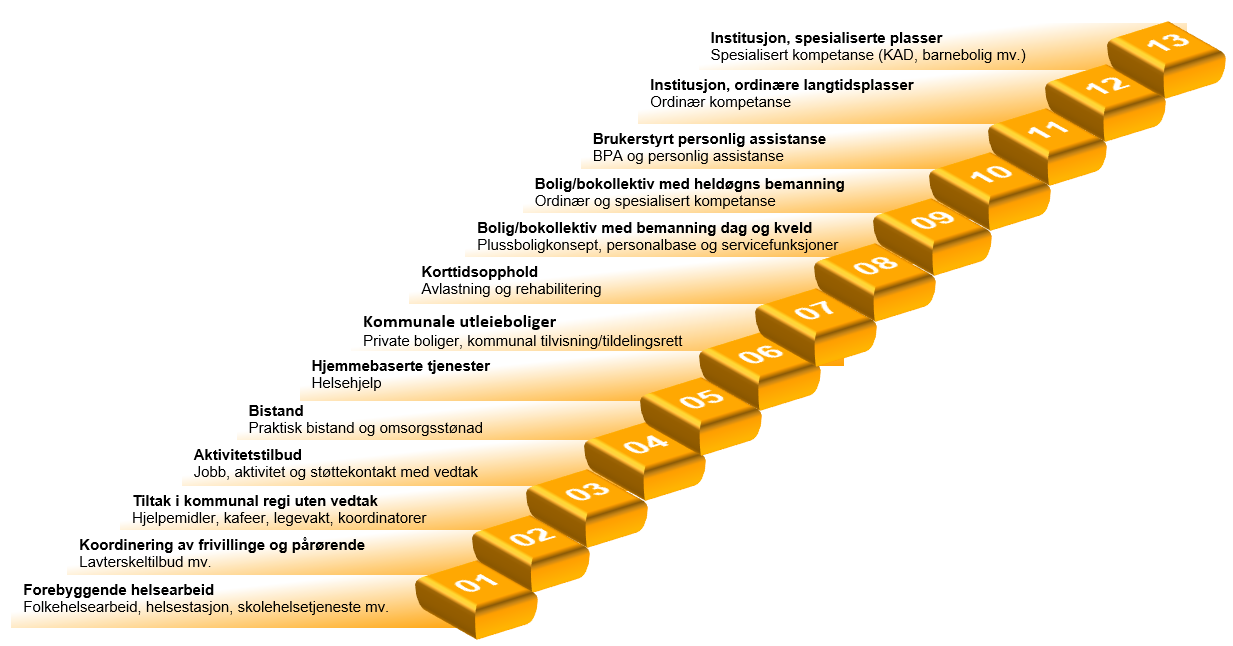 Institusjon, spesialiserte plasser
Spesialisert kompetanse (KAD, barnebolig mv.)
13
Institusjon, ordinære langtidsplasser
Ordinær kompetanse
12
Brukerstyrt personlig assistanse
BPA og personlig assistanse
11
Bolig/bokollektiv med heldøgns bemanning
Ordinær og spesialisert kompetanse
10
Bolig/bokollektiv med bemanning dag og kveld
Plussboligkonsept, personalbase og servicefunksjoner
09
Korttidsopphold
Avlastning og rehabilitering
08
Kommunale utleieboliger
Private boliger, kommunal tilvisning/tildelingsrett
07
Hjemmebaserte tjenester
Helsehjelp
06
Bistand
Praktisk bistand og omsorgsstønad
05
Aktivitetstilbud
Jobb, aktivitet og støttekontakt med vedtak
04
Tiltak i kommunal regi uten vedtak
Hjelpemidler, kafeer, legevakt, koordinatorer
03
Koordinering av frivillinge og pårørende
Lavterskeltilbud mv.
02
Forebyggende helsearbeid
Folkehelsearbeid, helsestasjon, skolehelsetjeneste mv.
01